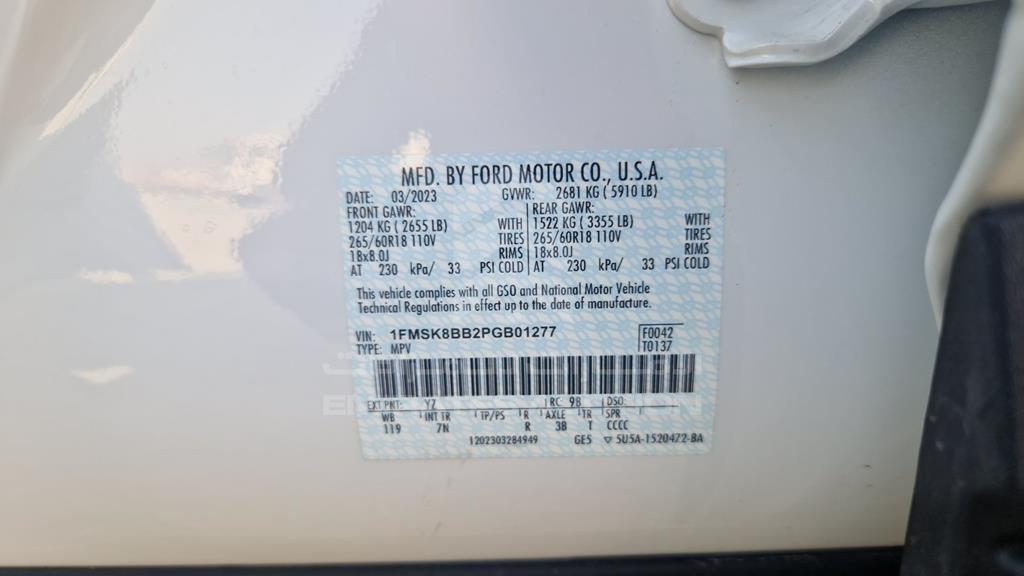 MFD. BY FORD MOTOR CO., U.S.A.
DATE: 03/2023 GVWR: 2681 KG ( 5910 LB)
FRONT GAWR: REAR GAWR:
1204 KG ( 2655 LB) WITH 1522 KG ( 3355 LB) WITH
265/60R18 110V TIRES 265/60R18 110V TIRES
18x8.0J RIMS 18x8.0J RIMS
AT 230 kPa/ 33 PSI COLD AT 230 kPa/ 33 PSI COLD
This vehicle complies with all GSO and National Motor Vehicle
Technical Regulations in effect up to the date of manufacture.
VIN: 1FMSK8BB2PGB01277 F0042
TYPE: MPV T0137
EXT PNT: YZ RC: 98 DSO:
WB INT TR TP/PS R AXLE TR SPR
119 7N R 3B T CCCC
1202303284949 GE5 ▽ 5U5A-1520472-BA